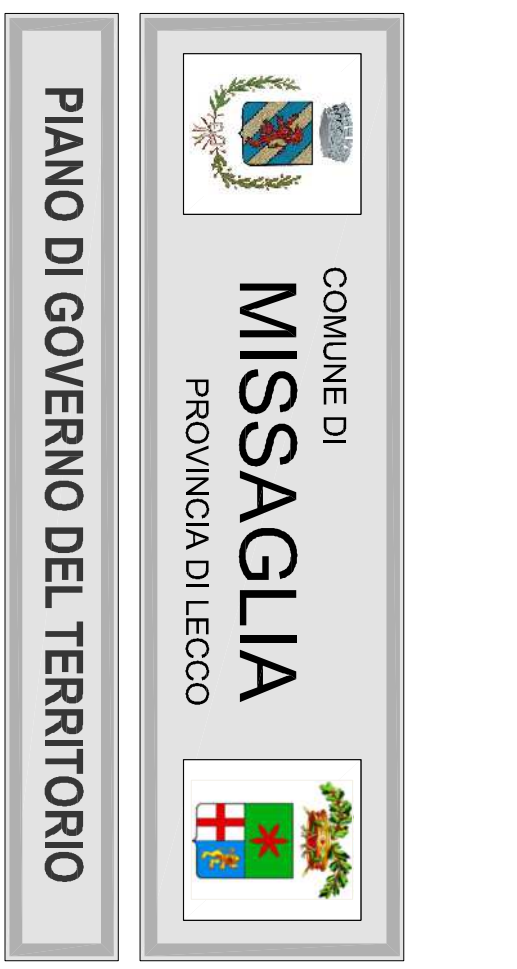 COMUNE DI
MISSAGLIA
PROVINCIA DI LECCO
PIANO DI GOVERNO DEL TERRITORIO